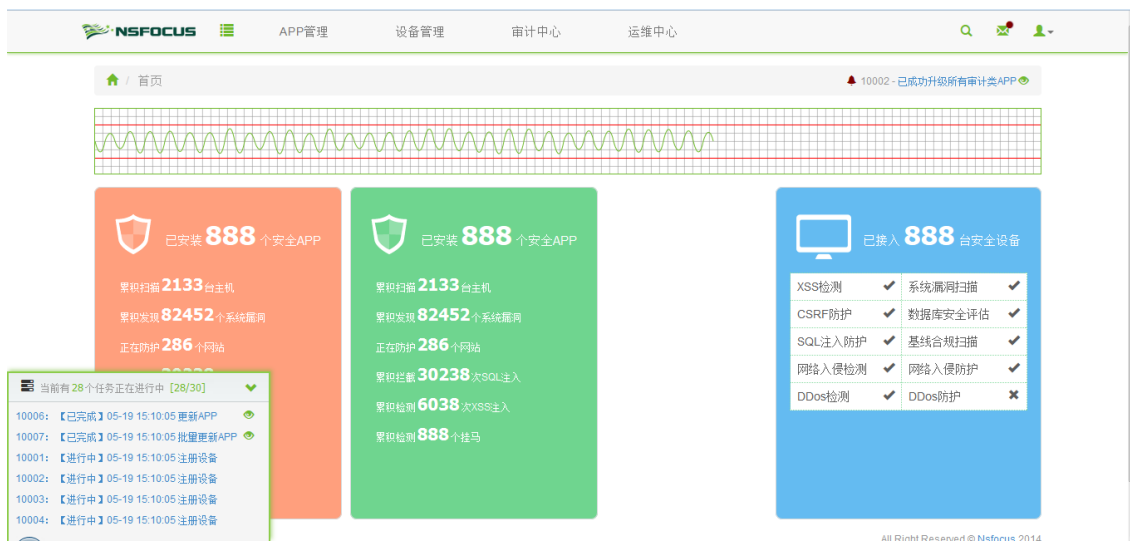 NSFOCUS APP管理 设备管理 审计中心 运维中心
/ 首页 10002 - 已成功升级所有审计类APP
已安装 888 个安全APP
累积扫描 2133 台主机
累积发现 82452 个系统漏洞
正在防护 286 个网站
已安装 888 个安全APP
累积扫描 2133 台主机
累积发现 82452 个系统漏洞
正在防护 286 个网站
累积拦截 30238 次SQL注入
累积检测 6038 次XSS注入
累积检测 888 个挂马
已接入 888 台安全设备
XSS检测 系统漏洞扫描
CSRF防护 数据库安全评估
SQL注入防护 基线合规扫描
网络入侵检测 网络入侵防护
DDos检测 DDos防护
当前有28个任务正在进行中 [28/30]
10006: 【已完成】05-19 15:10:05 更新APP
10007: 【已完成】05-19 15:10:05 批量更新APP
10001: 【进行中】05-19 15:10:05 注册设备
10002: 【进行中】05-19 15:10:05 注册设备
10003: 【进行中】05-19 15:10:05 注册设备
10004: 【进行中】05-19 15:10:05 注册设备
All Right Reserved © Nsfocus 2014